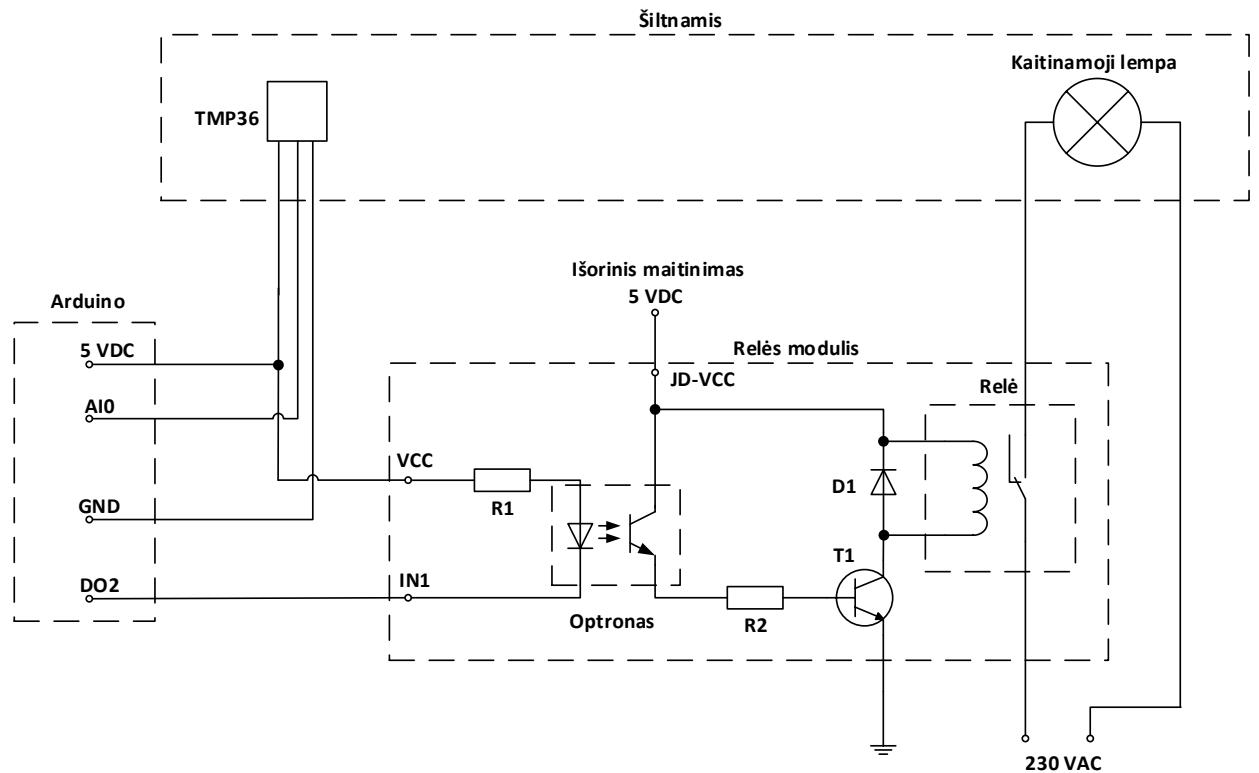 Šiltnamis
Kaitinamoji lempa
TMP36
Išorinis maitinimas
5 VDC
Arduino
5 VDC
Relės modulis
JD-VCC
Relė
AI0
VCC
R1
D1
GND
T1
DO2
IN1
Optronas
R2
230 VAC